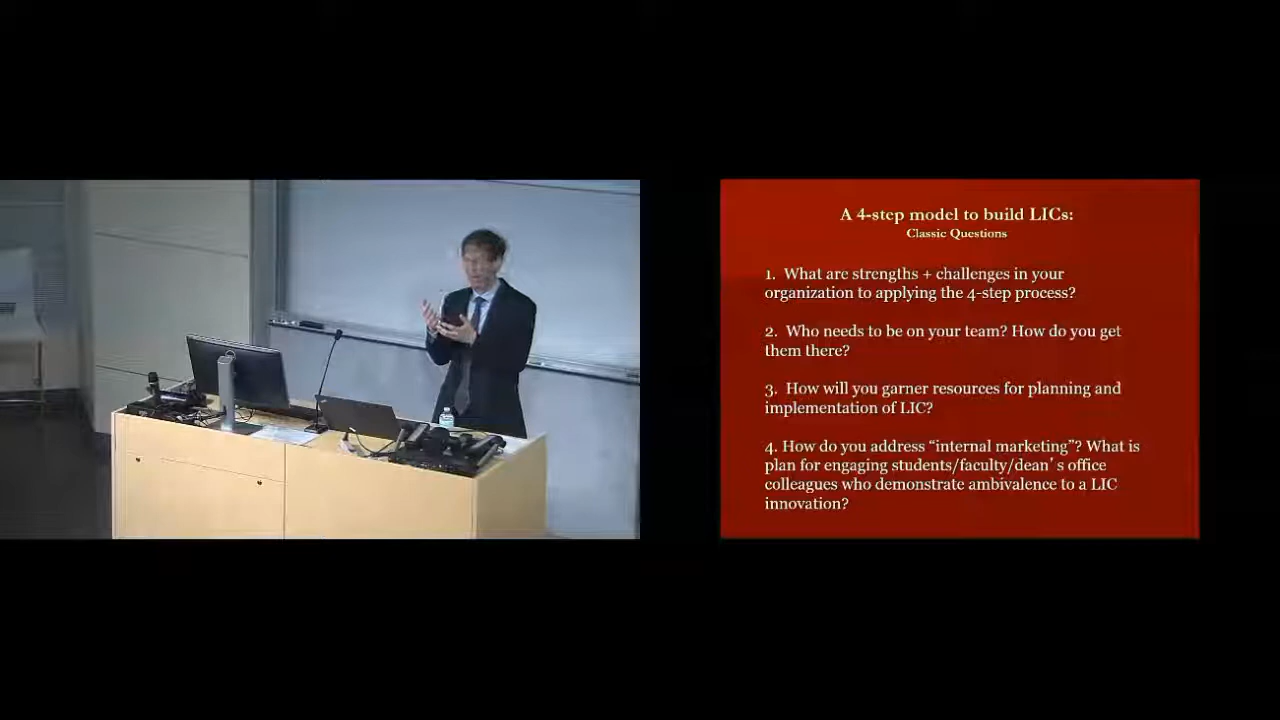 A 4-step model to build LICs:
Classic Questions
1. What are strengths + challenges in your
organization to applying the 4-step process?
2. Who needs to be on your team? How do you get
them there?
3. How will you garner resources for planning and
implementation of LIC?
4. How do you address “internal marketing”? What is
plan for engaging students/faculty/dean’s office
colleagues who demonstrate ambivalence to a LIC
innovation?